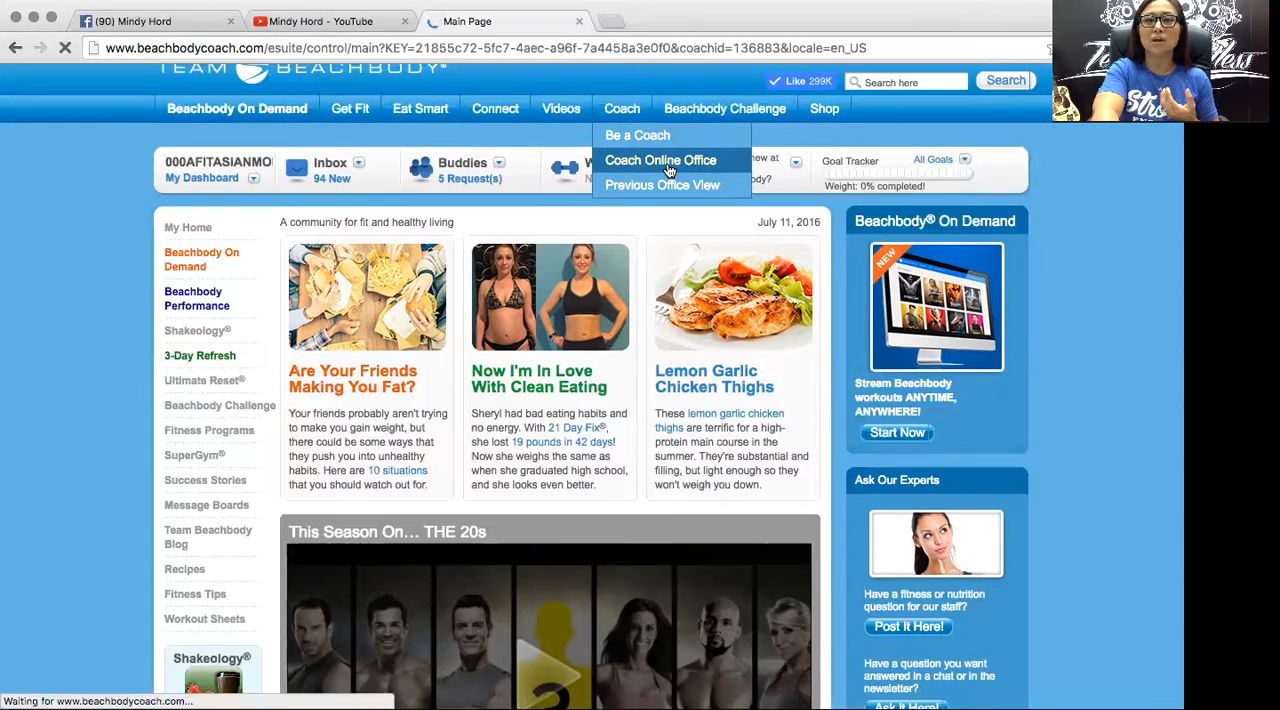 (90) Mindy Hord
Mindy Hord - YouTube
Main Page
www.beachbodycoach.com/esuite/control/main?KEY=21855c72-5fc7-4aec-a96f-7a4458a3e0f0&coachid=136883&locale=en_US
TEAM BEACHBODY
Like 299K
Search here
Search
Beachbody On Demand
Get Fit
Eat Smart
Connect
Videos
Coach
Beachbody Challenge
Shop
Be a Coach
Coach Online Office
Previous Office View
000AFITASIANMO
My Dashboard
Inbox
94 New
Buddies
5 Request(s)
W
new at
body?
Goal Tracker
All Goals
Weight: 0% completed!
My Home
Beachbody On
Demand
Beachbody
Performance
Shakeology®
3-Day Refresh
Ultimate Reset®
Beachbody Challenge
Fitness Programs
SuperGym®
Success Stories
Message Boards
Team Beachbody
Blog
Recipes
Fitness Tips
Workout Sheets
Shakeology®
A community for fit and healthy living
July 11, 2016
Are Your Friends
Making You Fat?
Your friends probably aren't trying
to make you gain weight, but
there could be some ways that
they push you into unhealthy
habits. Here are 10 situations
that you should watch out for.
Now I'm In Love
With Clean Eating
Sheryl had bad eating habits and
no energy. With 21 Day Fix®,
she lost 19 pounds in 42 days!
Now she weighs the same as
when she graduated high school,
and she looks even better.
Lemon Garlic
Chicken Thighs
These lemon garlic chicken
thighs are terrific for a high-
protein main course in the
summer. They're substantial and
filling, but light enough so they
won't weigh you down.
This Season On... THE 20s
Beachbody® On Demand
NEW
Stream Beachbody
workouts ANYTIME,
ANYWHERE!
Start Now
Ask Our Experts
Have a fitness or nutrition
question for our staff?
Post It Here!
Have a question you want
answered in a chat or in the
newsletter?
Ask It Here!
Waiting for www.beachbodycoach.com...